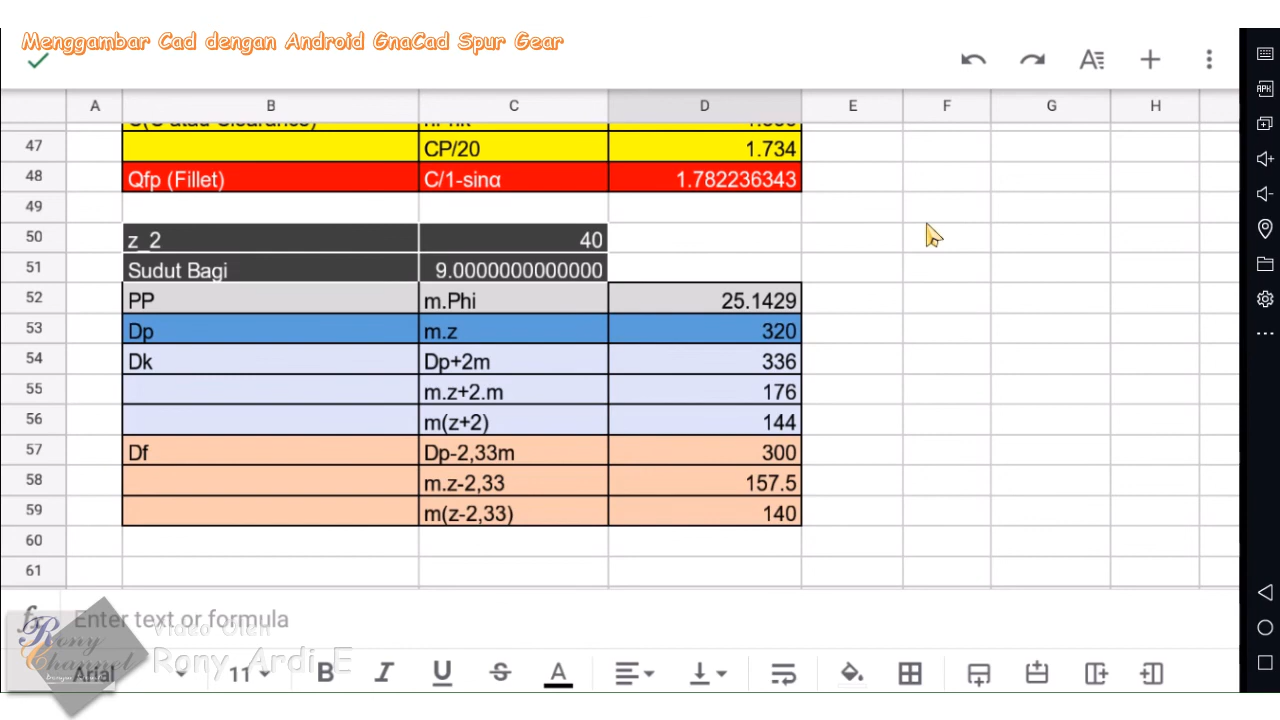 Menggambar Cad dengan Android GnaCad Spur Gear
A B C D E F G H
47 CP/20 1.734
48 Qfp (Fillet) C/1-sinα 1.782236343
49
50 z_2 40
51 Sudut Bagi 9.0000000000000
52 PP m.Phi 25.1429
53 Dp m.z 320
54 Dk Dp+2m 336
55 m.z+2.m 176
56 m(z+2) 144
57 Df Dp-2,33m 300
58 m.z-2,33 157.5
59 m(z-2,33) 140
60
61
Enter text or formula
Video Oleh
Rony Ardi E
Rony
Channel
Arial 11 B I U S A
APK